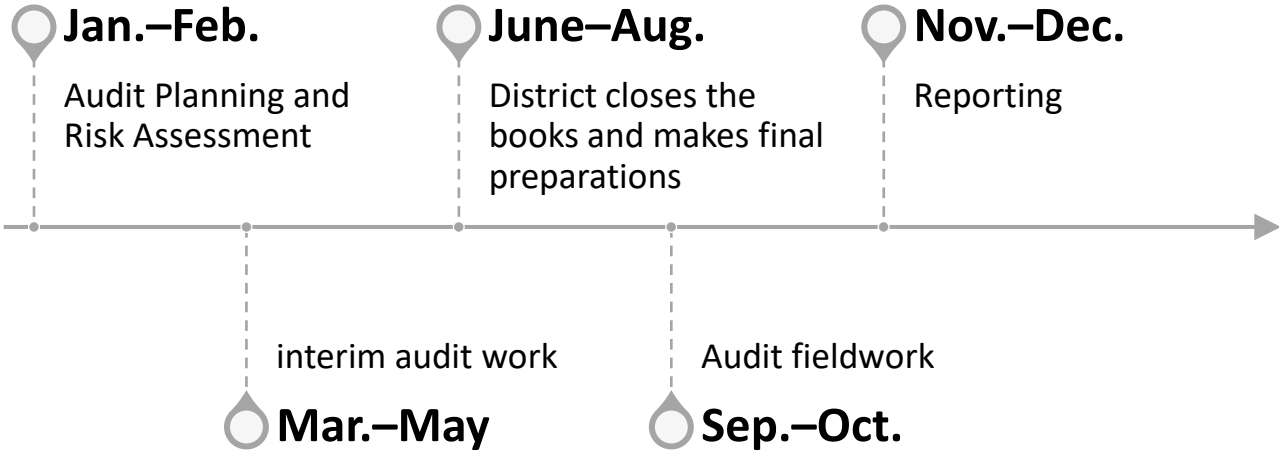 Jan.–Feb.
Audit Planning and
Risk Assessment
interim audit work
Mar.–May
June–Aug.
District closes the
books and makes final
preparations
Audit fieldwork
Sep.–Oct.
Nov.–Dec.
Reporting